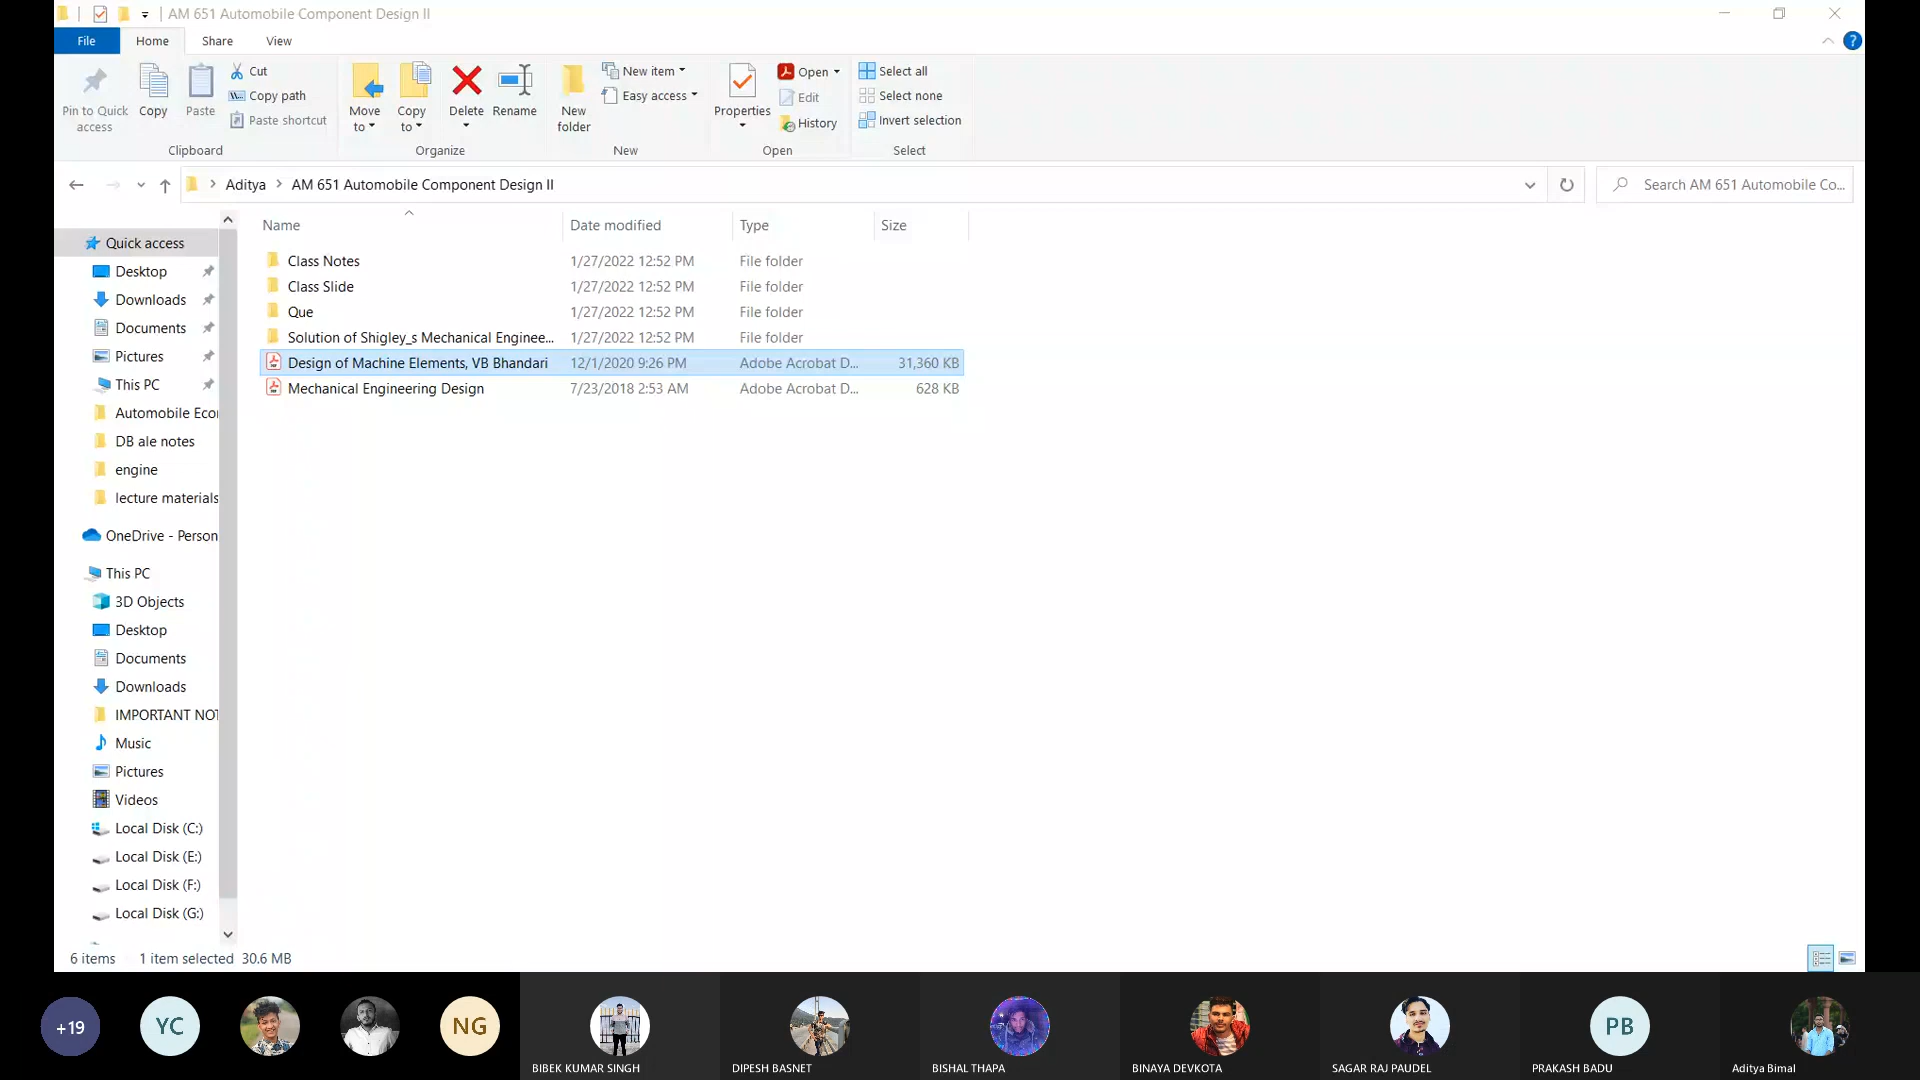 AM 651 Automobile Component Design II
File
Home
Share
View
?
Pin to Quick access
Copy
Paste
Cut
Copy path
Paste shortcut
Clipboard
Move to
Copy to
Delete
Rename
Organize
New folder
New item
Easy access
New
Properties
Open
Edit
History
Open
Select all
Select none
Invert selection
Select
Aditya > AM 651 Automobile Component Design II
Search AM 651 Automobile Co...
Quick access
Desktop
Downloads
Documents
Pictures
This PC
Automobile Eco
DB ale notes
engine
lecture materials
OneDrive - Person
This PC
3D Objects
Desktop
Documents
Downloads
IMPORTANT NOT
Music
Pictures
Videos
Local Disk (C:)
Local Disk (E:)
Local Disk (F:)
Local Disk (G:)
Name Date modified Type Size
Class Notes 1/27/2022 12:52 PM File folder
Class Slide 1/27/2022 12:52 PM File folder
Que 1/27/2022 12:52 PM File folder
Solution of Shigley_s Mechanical Enginee... 1/27/2022 12:52 PM File folder
Design of Machine Elements, VB Bhandari 12/1/2020 9:26 PM Adobe Acrobat D... 31,360 KB
Mechanical Engineering Design 7/23/2018 2:53 AM Adobe Acrobat D... 628 KB
6 items 1 item selected 30.6 MB
+19
YC
NG
BIBEK KUMAR SINGH
DIPESH BASNET
BISHAL THAPA
BINAYA DEVKOTA
SAGAR RAJ PAUDEL
PB
PRAKASH BADU
Aditya Bimal